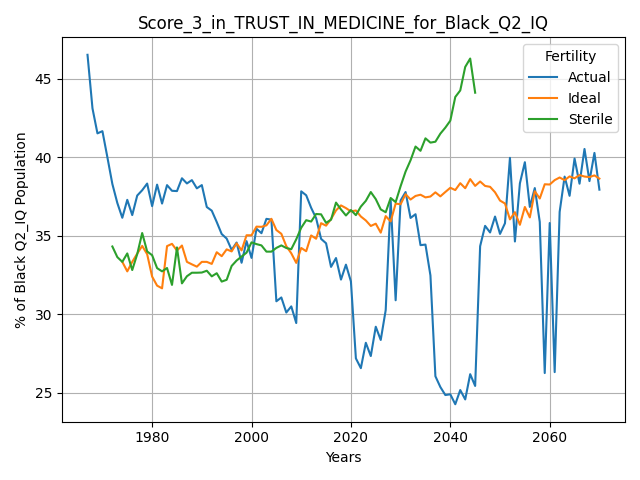 Score_3_in_TRUST_IN_MEDICINE_for_Black_Q2_IQ
Fertility
Actual
Ideal
Sterile
% of Black Q2_IQ Population
45
40
35
30
25
1980
2000
2020
2040
2060
Years